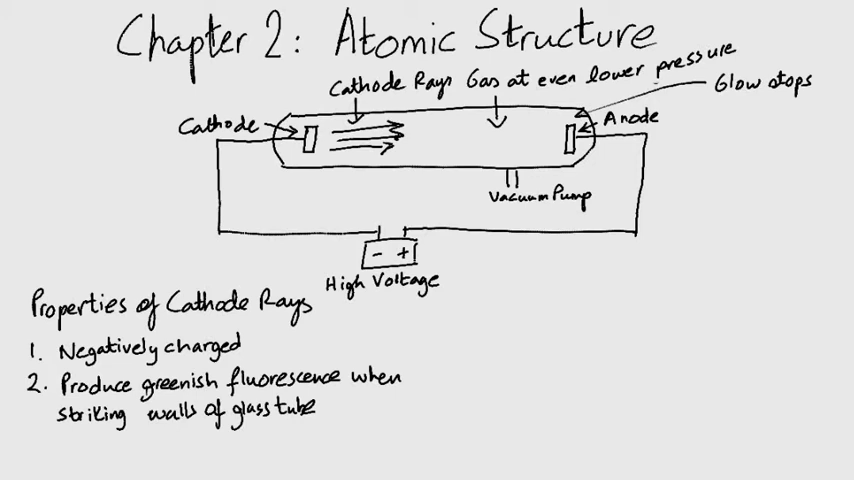 Chapter 2: Atomic Structure
Cathode Rays Gas at even lower pressure
Glow stops
Cathode
Anode
Vacuum Pump
- +
High Voltage
Properties of Cathode Rays
1. Negatively charged
2. Produce greenish fluorescence when
striking walls of glass tube